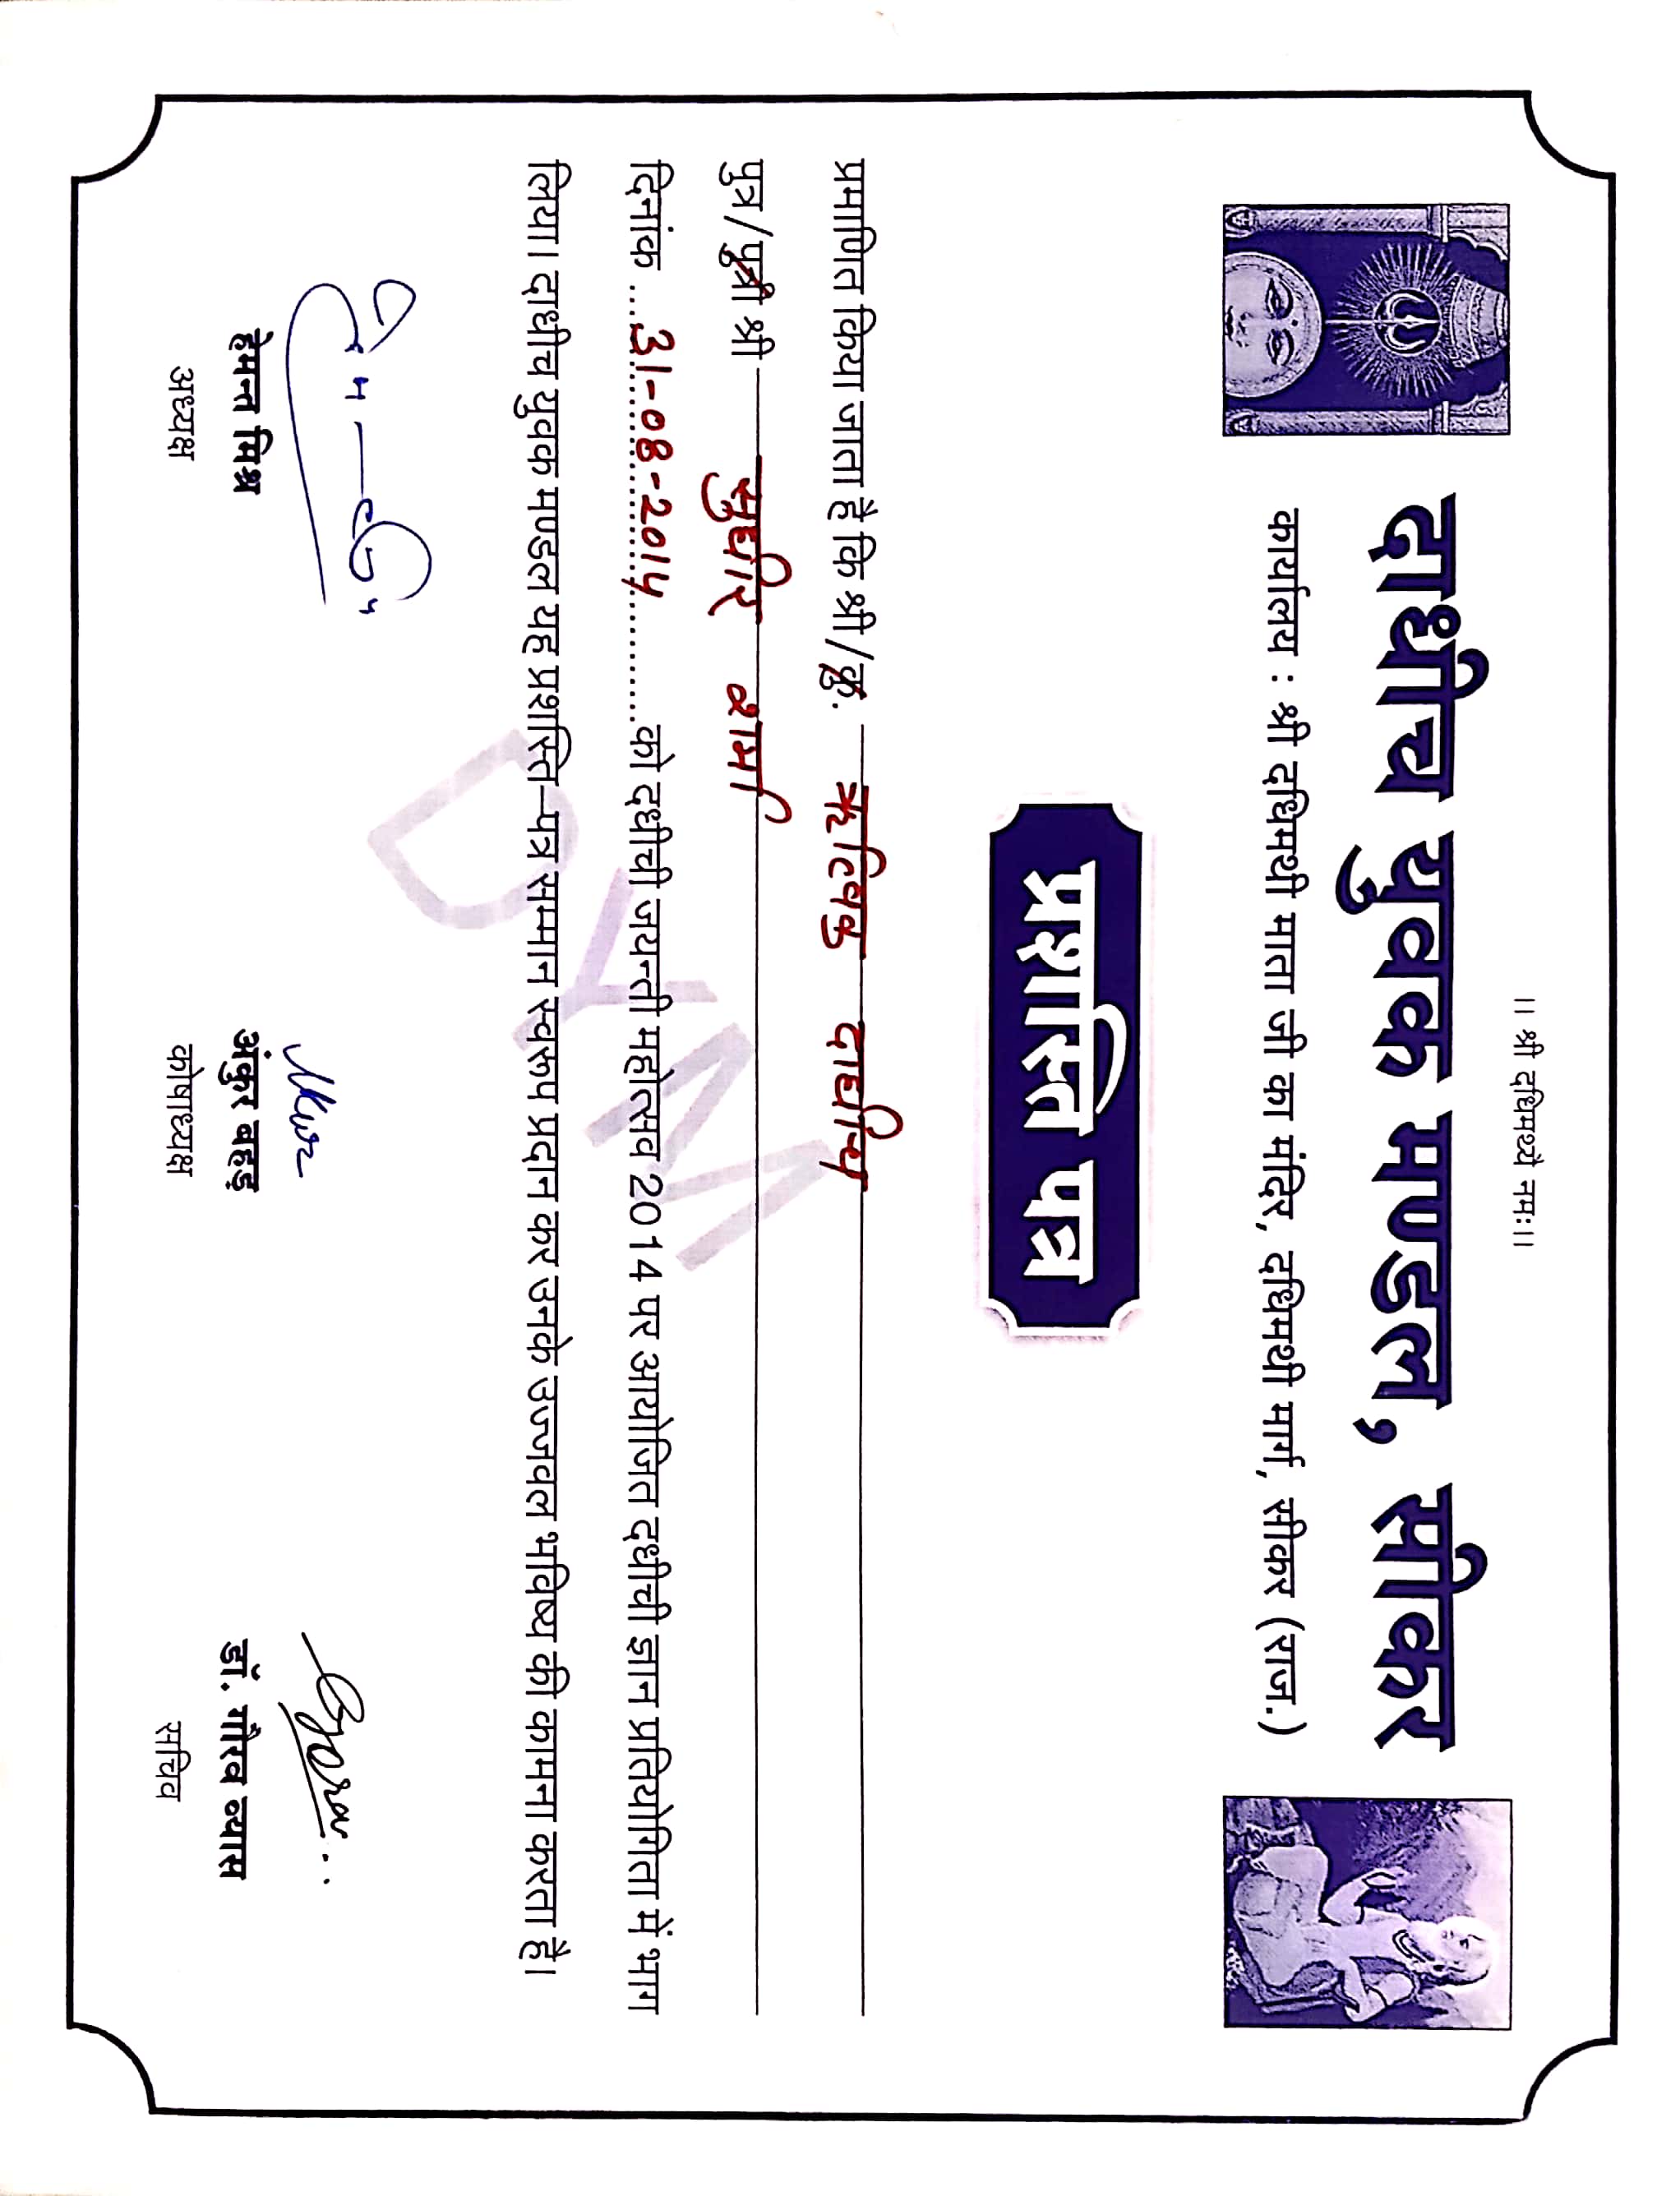 ।। श्री दधिमथ्यै नमः।।
दाधीच युवक मण्डल, सीकर
कार्यालय : श्री दधिमथी माता जी का मंदिर, दधिमथी मार्ग, सीकर (राज.)
प्रशस्ति पत्र
प्रमाणित किया जाता है कि श्री/कु. ऋत्विक दाधीच
पुत्र/पुत्री श्री सुधीर शर्मा
दिनांक ....31-08-2014.... को दधीची जयन्ती महोत्सव 2014 पर आयोजित दधीची ज्ञान प्रतियोगिता में भाग
लिया। दाधीच युवक मण्डल यह प्रशस्ति-पत्र सम्मान स्वरूप प्रदान कर उनके उज्जवल भविष्य की कामना करता है।
DYM
हेमन्त मिश्र
अध्यक्ष
अंकुर बहड़
कोषाध्यक्ष
डॉ. गौरव व्यास
सचिव